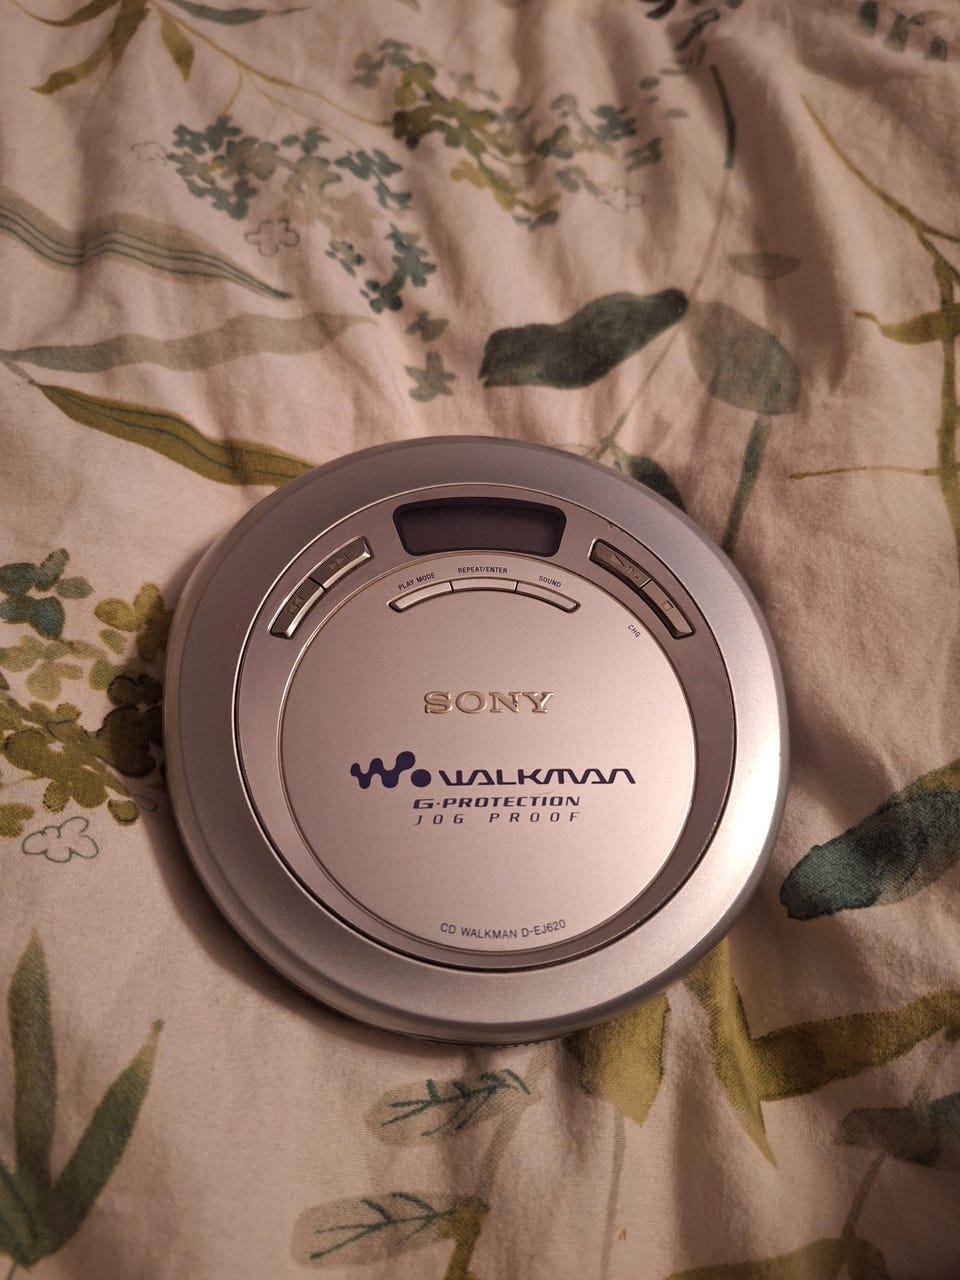 PLAY MODE REPEAT/ENTER SOUND
CHG
SONY
WALKMAN
G-PROTECTION
JOG PROOF
CD WALKMAN D-EJ620